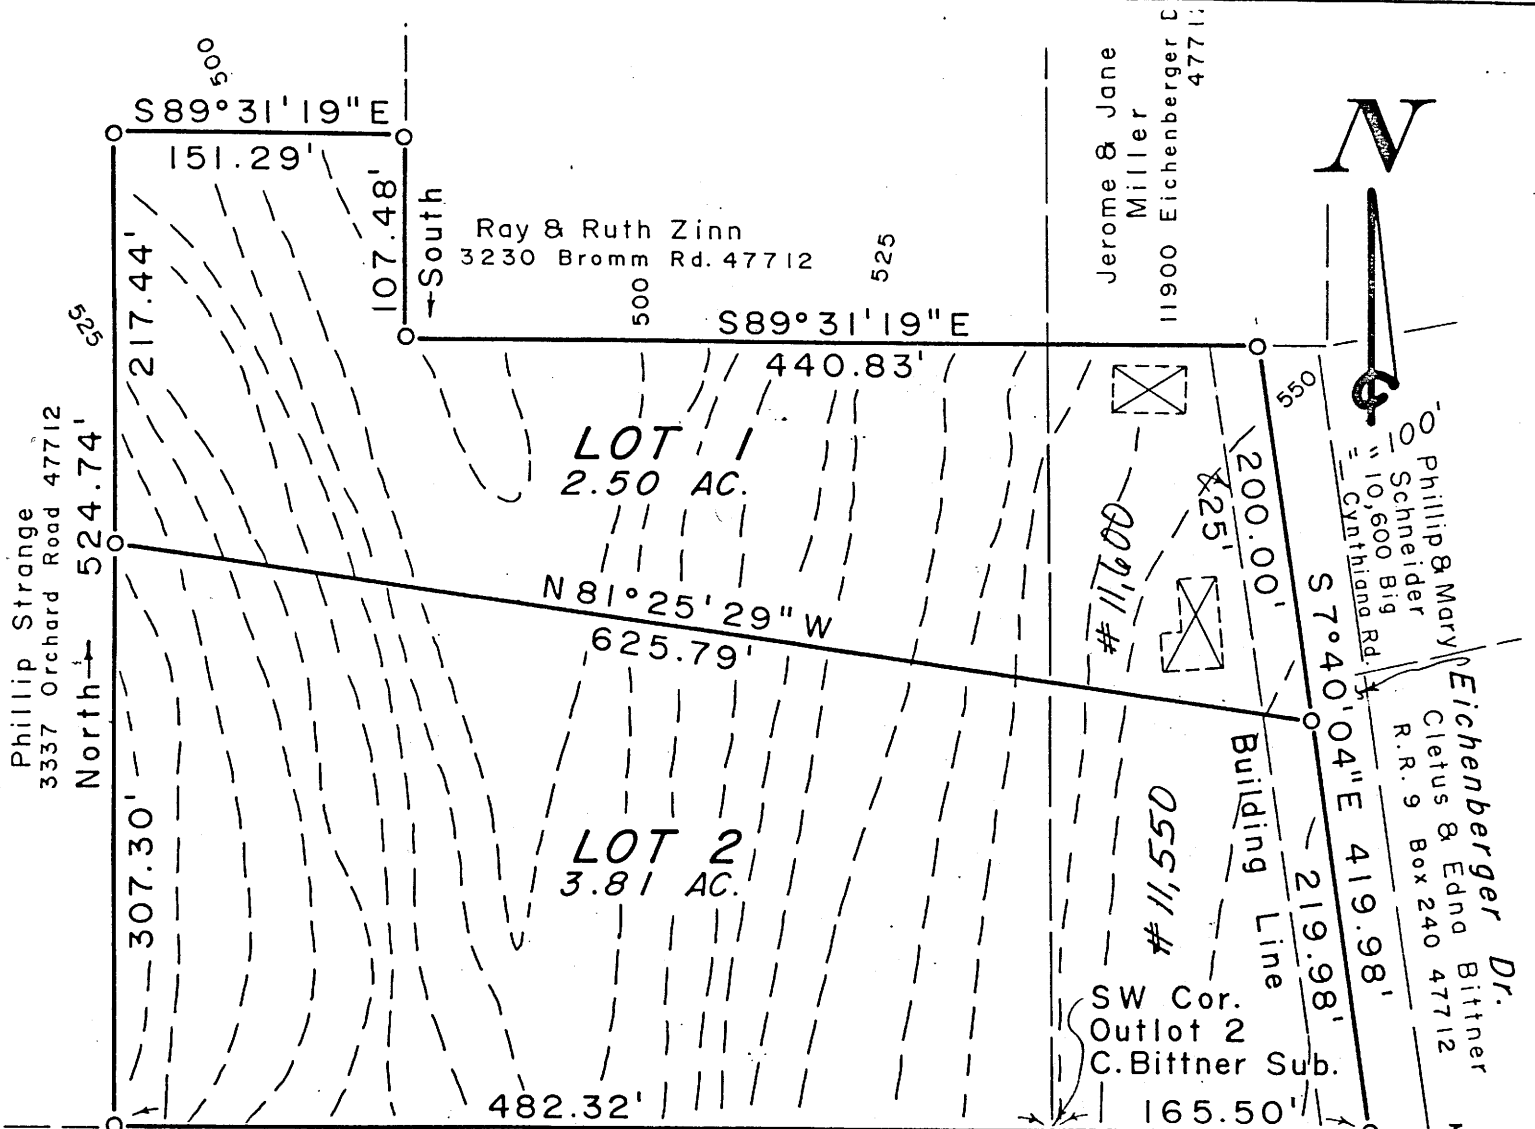 500
S 89° 31' 19" E
151.29'
107.48'
←South
Ray & Ruth Zinn
3230 Bromm Rd. 47712
500
525
Jerome & Jane
Miller
11900 Eichenberger
N
525
217.44'
S89° 31' 19" E
440.83'
550
LOT 1
2.50 AC.
Phillip Strange
3337 Orchard Road 47712
North→
524.74'
N 81° 25' 29" W
625.79'
# 11,600
25'
200.00'
S 7° 40' 04" E 419.98'
100'
Phillip & Mary
Schneider
10,600 Big
Cynthiana Rd.
Eichenberger Dr.
Cletus & Edna Bittner
R.R. 9 Box 240 47712
307.30'
LOT 2
3.81 AC.
# 11,550
Building Line
219.98'
SW Cor.
Outlot 2
C. Bittner Sub.
482.32'
165.50'